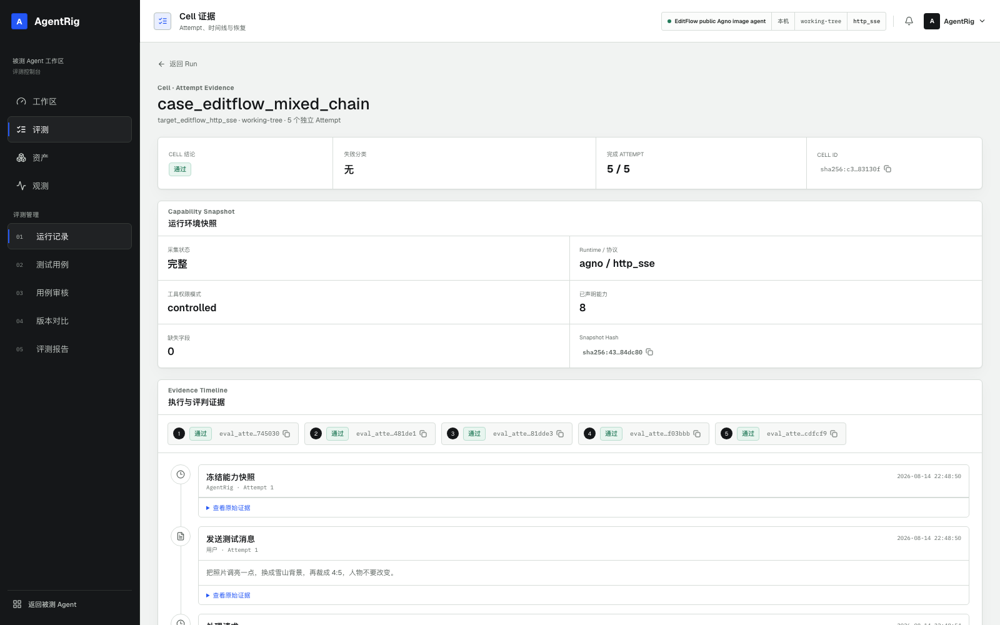 A AgentRig
被测 Agent 工作区
评测控制台
工作区
评测
资产
观测
评测管理
01 运行记录
02 测试用例
03 用例审核
04 版本对比
05 评测报告
返回被测 Agent
Cell 证据
Attempt、时间线与恢复
EditFlow public Agno image agent 本机 working-tree http_sse
A AgentRig
返回 Run
Cell · Attempt Evidence
case_editflow_mixed_chain
target_editflow_http_sse · working-tree · 5 个独立 Attempt
CELL 结论
通过
失败分类
无
完成 ATTEMPT
5 / 5
CELL ID
sha256:c3…83130f
Capability Snapshot
运行环境快照
采集状态
完整
Runtime / 协议
agno / http_sse
工具权限模式
controlled
已声明能力
8
缺失字段
0
Snapshot Hash
sha256:43…84dc80
Evidence Timeline
执行与评判证据
1 通过 eval_atte…745030
2 通过 eval_atte…481de1
3 通过 eval_atte…81dde3
4 通过 eval_atte…f03bbb
5 通过 eval_atte…cdfcf9
冻结能力快照
2026-08-14 22:48:50
AgentRig · Attempt 1
查看原始证据
发送测试消息
2026-08-14 22:48:50
用户 · Attempt 1
把照片调亮一点，换成雪山背景，再裁成 4:5，人物不要改变。
查看原始证据